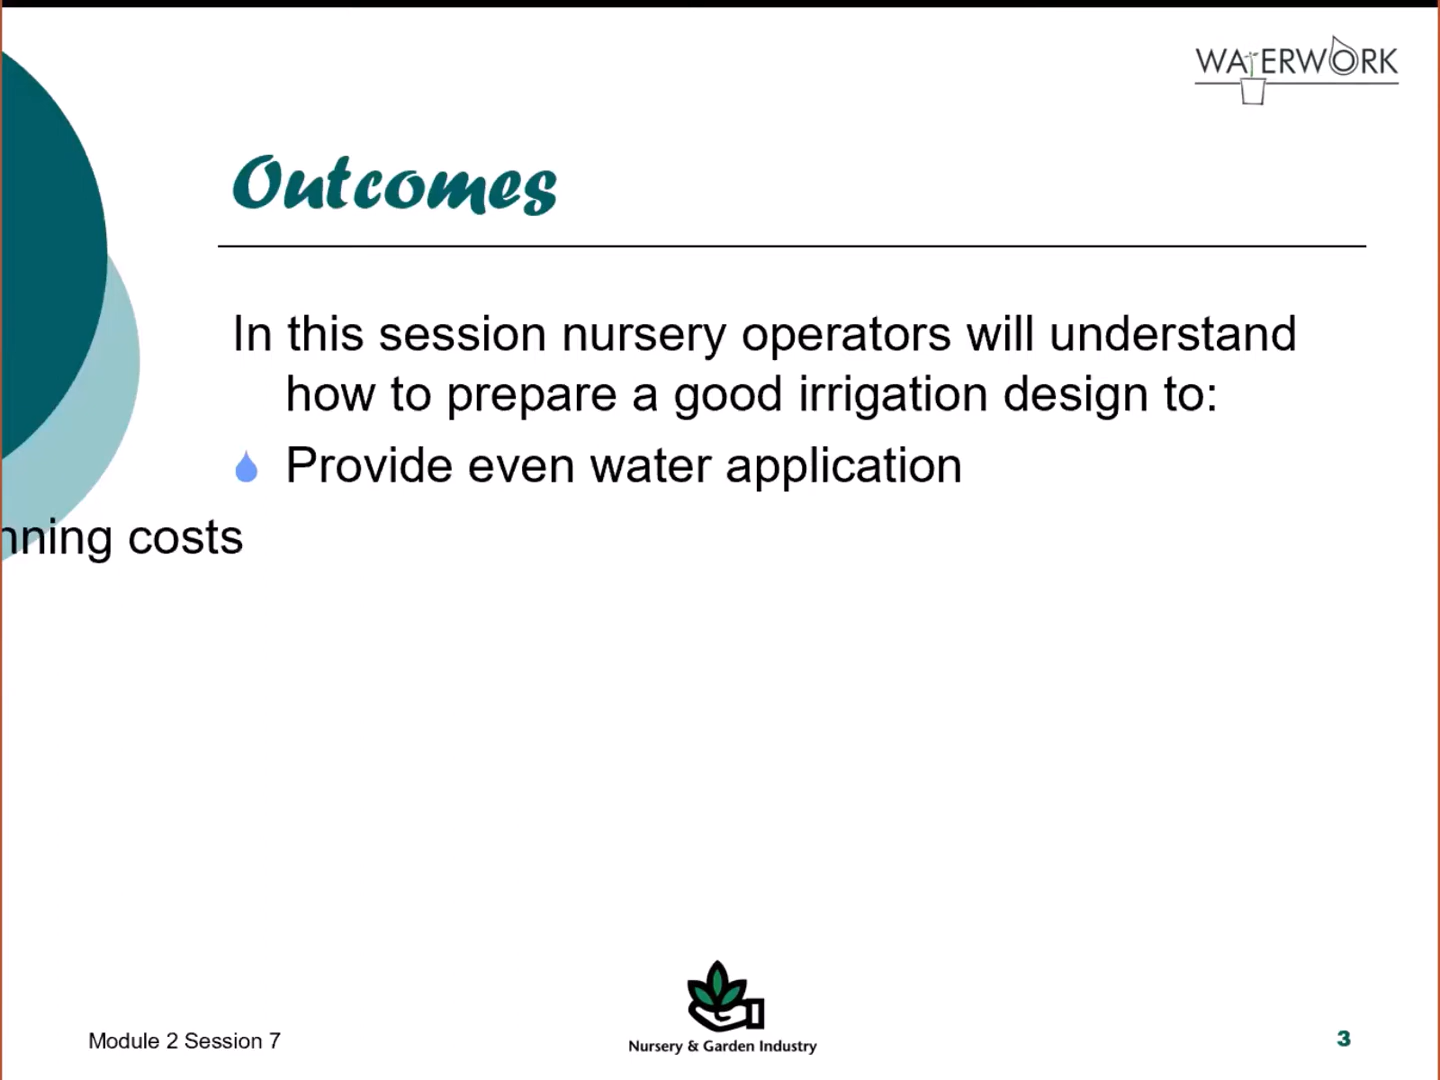 WATERWORK
Outcomes
In this session nursery operators will understand
how to prepare a good irrigation design to:
Provide even water application
nning costs
Nursery & Garden Industry
Module 2 Session 7
3